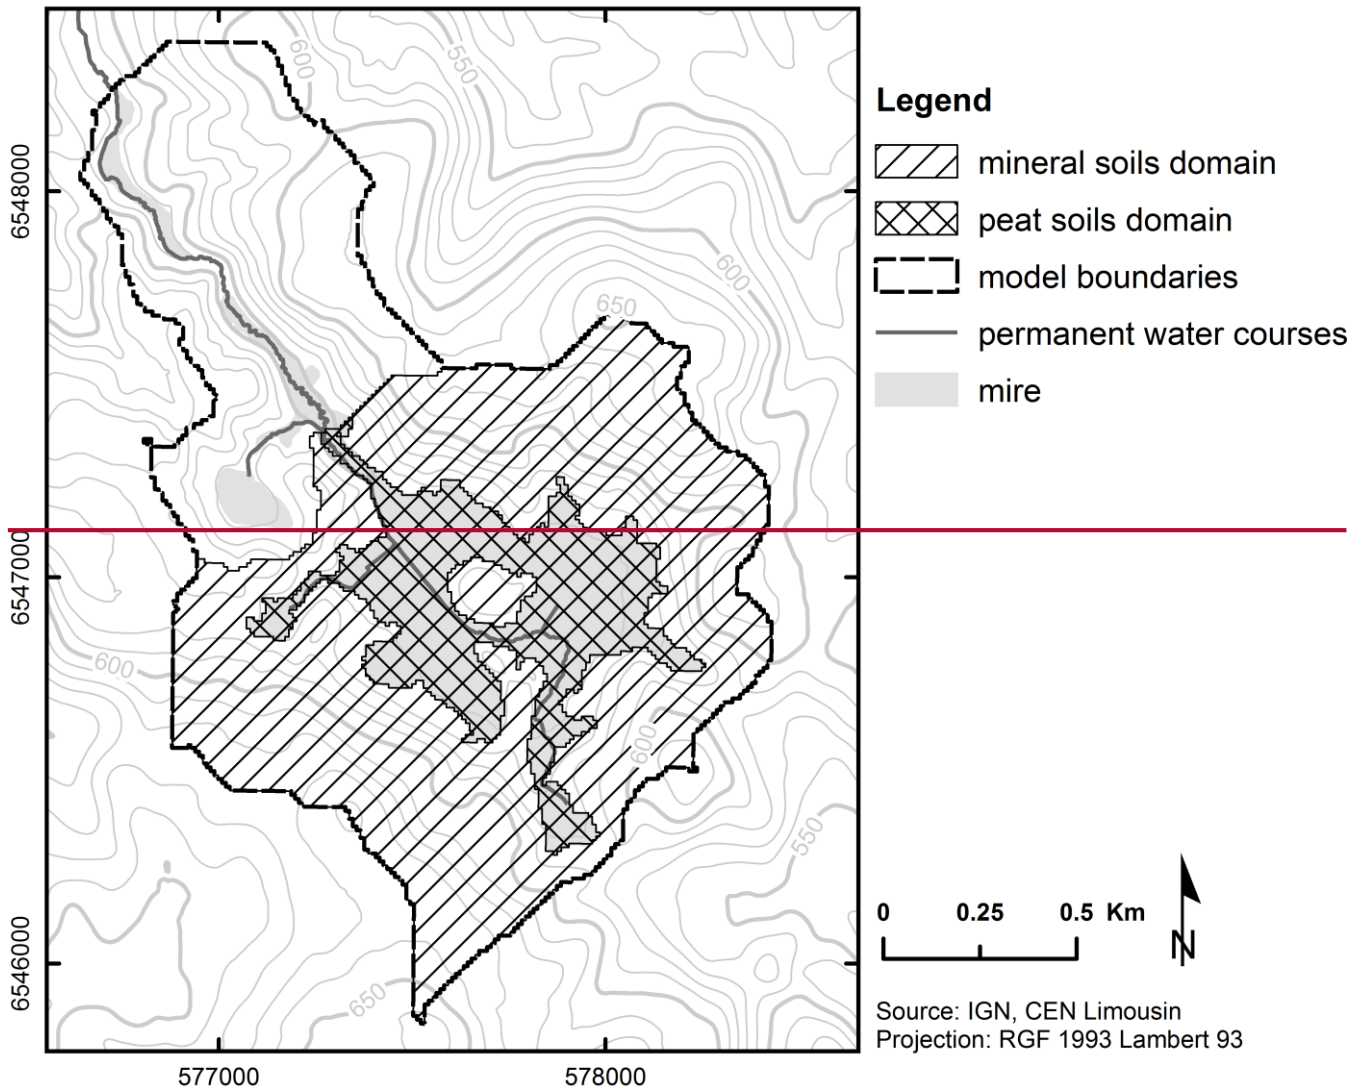 600
550
Legend
mineral soils domain
peat soils domain
model boundaries
permanent water courses
mire
6548000
600
650
6547000
600
600
550
6546000
650
0 0.25 0.5 Km
N
Source: IGN, CEN Limousin
Projection: RGF 1993 Lambert 93
577000 578000